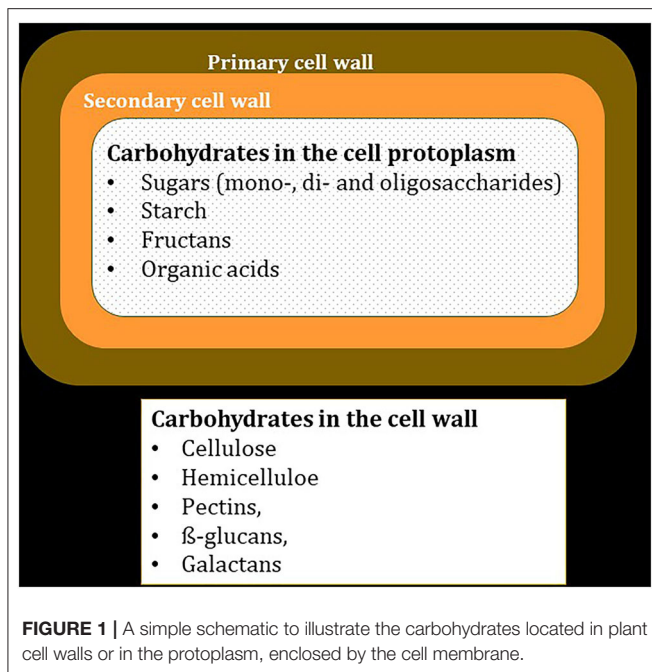 Primary cell wall
Secondary cell wall
Carbohydrates in the cell protoplasm
• Sugars (mono-, di- and oligosaccharides)
• Starch
• Fructans
• Organic acids
Carbohydrates in the cell wall
• Cellulose
• Hemicelluloe
• Pectins,
• ß-glucans,
• Galactans
FIGURE 1 | A simple schematic to illustrate the carbohydrates located in plant
cell walls or in the protoplasm, enclosed by the cell membrane.